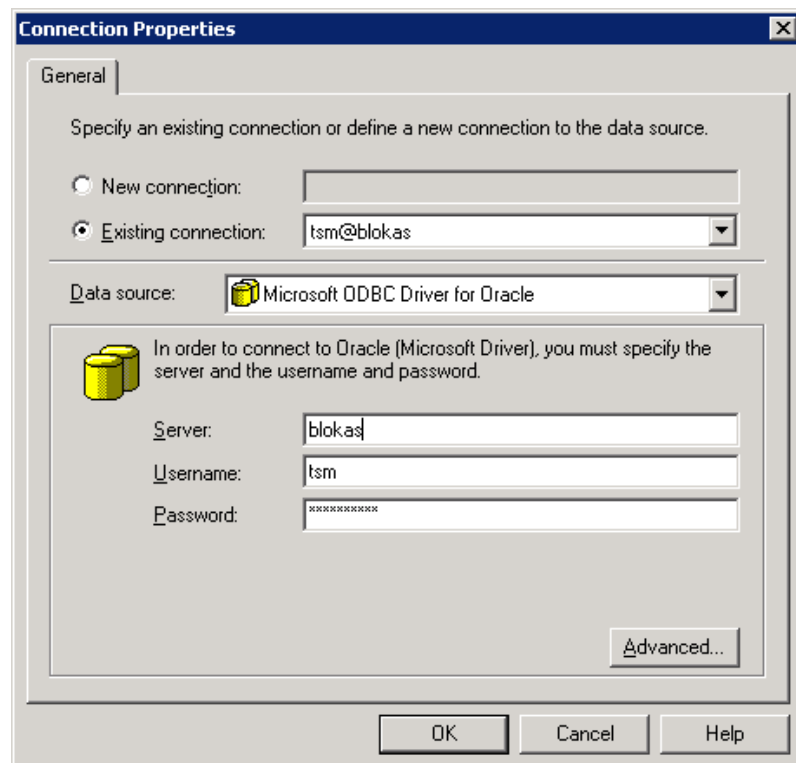 Connection Properties
General
Specify an existing connection or define a new connection to the data source.
New connection:
Existing connection: tsm@blokas
Data source: Microsoft ODBC Driver for Oracle
In order to connect to Oracle (Microsoft Driver), you must specify the
server and the username and password.
Server: blokas
Username: tsm
Password: **********
Advanced...
OK Cancel Help